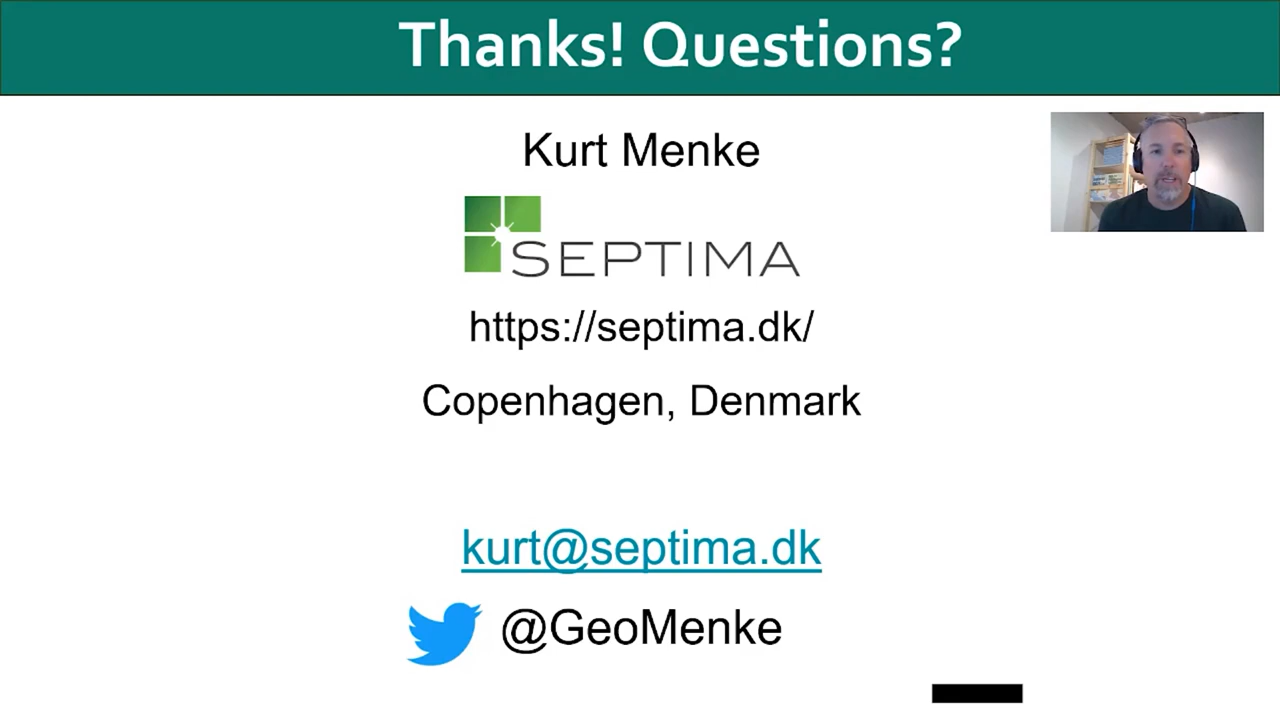 Thanks! Questions?
Kurt Menke
SEPTIMA
https://septima.dk/
Copenhagen, Denmark
kurt@septima.dk
@GeoMenke